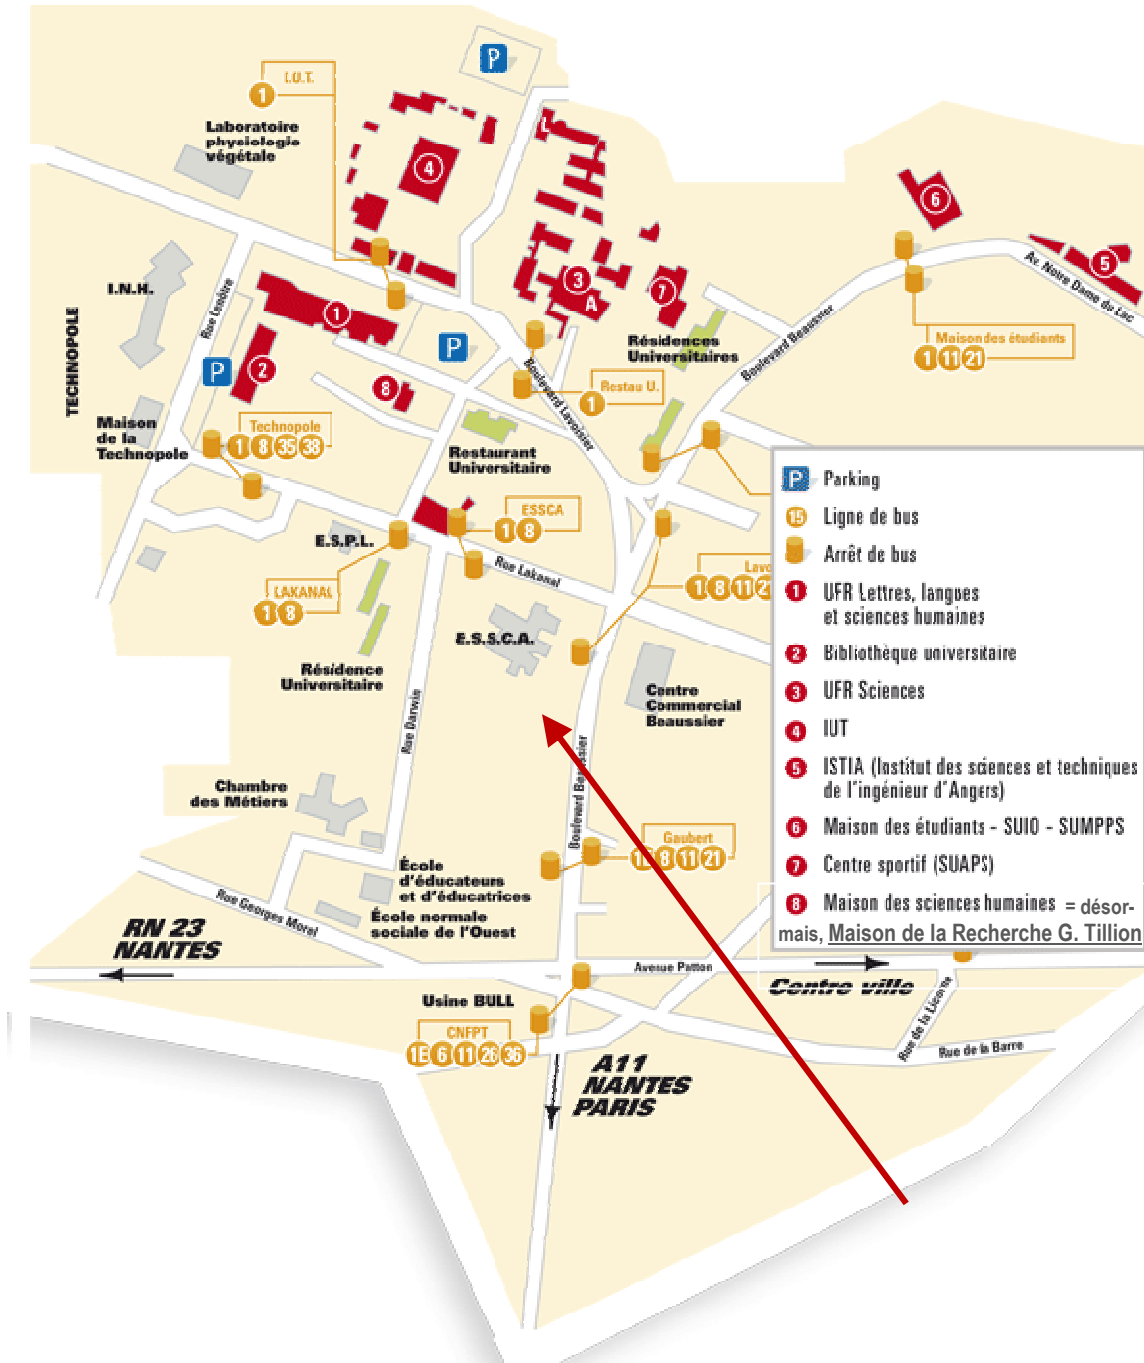 P
I.U.T.
1
Laboratoire
physiologie
végétale
4
L
6
5
Av. Notre Dame du Lac
I.N.H.
Rue Lenôtre
TECHNOPOLE
1
3
A
7
Résidences
Universitaires
Boulevard Beaussier
Maison des étudiants
1 11 21
P
P
2
8
Boulevard Lavoisier
Restau U.
1
Maison
de la
Technopole
Technopole
1 8 35 38
Restaurant
Universitaire
ESSCA
1 8
E.S.P.L.
Rue Lakanal
LAKANAL
1 8
E.S.S.C.A.
Lavo
1 8 11 2
Résidence
Universitaire
Rue Darwin
Centre
Commercial
Beaussier
Boulevard Beaussier
Chambre
des Métiers
Gaubert
1E 8 11 21
École
d'éducateurs
et d'éducatrices
École normale
sociale de l'Ouest
Rue Georges Morel
RN 23
NANTES
Avenue Patton
Centre ville
Usine BULL
CNFPT
1E 6 11 26 36
A11
NANTES
PARIS
Rue de la Licorne
Rue de la Barre
P Parking
15 Ligne de bus
Arrêt de bus
1 UFR Lettres, langues
et sciences humaines
2 Bibliothèque universitaire
3 UFR Sciences
4 IUT
5 ISTIA (Institut des sciences et techniques
de l'ingénieur d'Angers)
6 Maison des étudiants - SUIO - SUMPPS
7 Centre sportif (SUAPS)
8 Maison des sciences humaines = désor-
mais, Maison de la Recherche G. Tillion